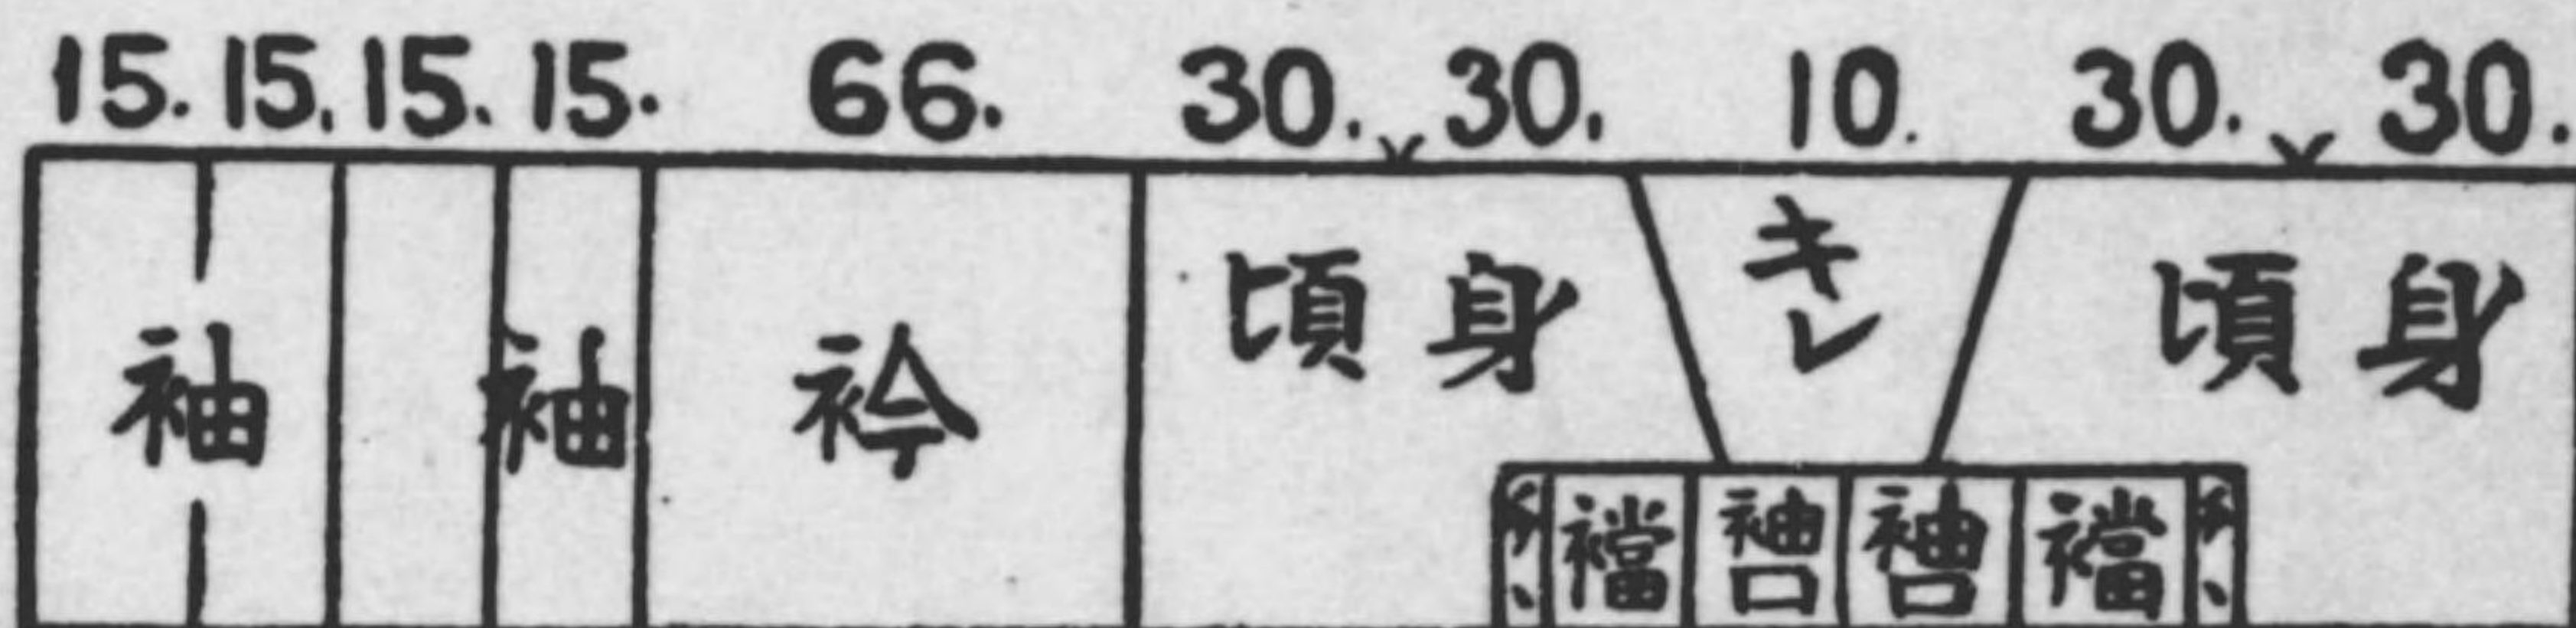 15. 15. 15. 15. 66. 30. 30. 10. 30. 30.
袖 袖 衿 頃身 キレ 頃身
襠 袖口 袖口 襠